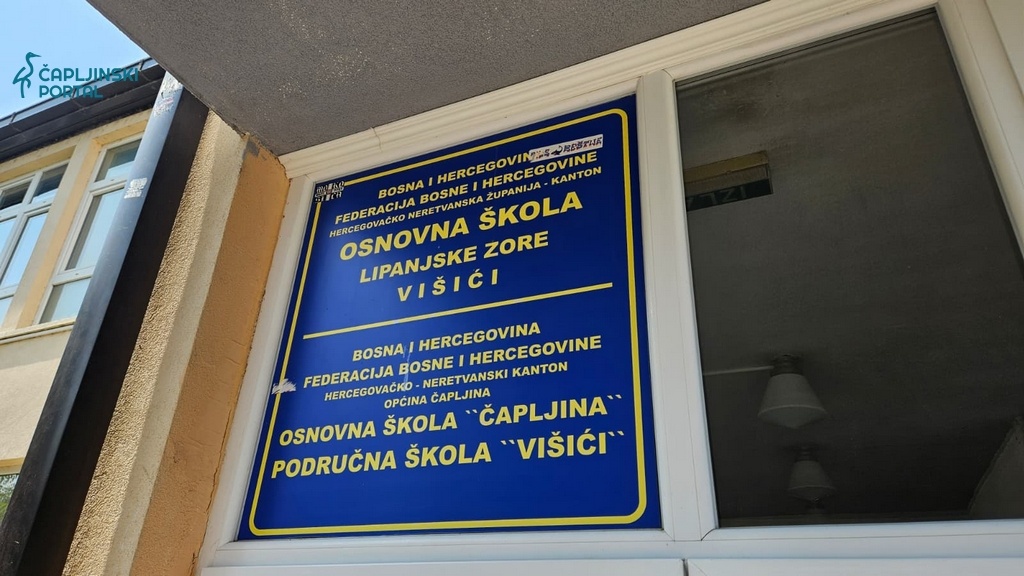 ČAPLJINSKI
PORTAL
BOSNA I HERCEGOVINA
FEDERACIJA BOSNE I HERCEGOVINE
HERCEGOVAČKO NERETVANSKA ŽUPANIJA - KANTON
OSNOVNA ŠKOLA
LIPANJSKE ZORE
VIŠIĆI
BOSNA I HERCEGOVINA
FEDERACIJA BOSNE I HERCEGOVINE
HERCEGOVAČKO - NERETVANSKI KANTON
OPĆINA ČAPLJINA
OSNOVNA ŠKOLA ``ČAPLJINA``
PODRUČNA ŠKOLA ``VIŠIĆI``